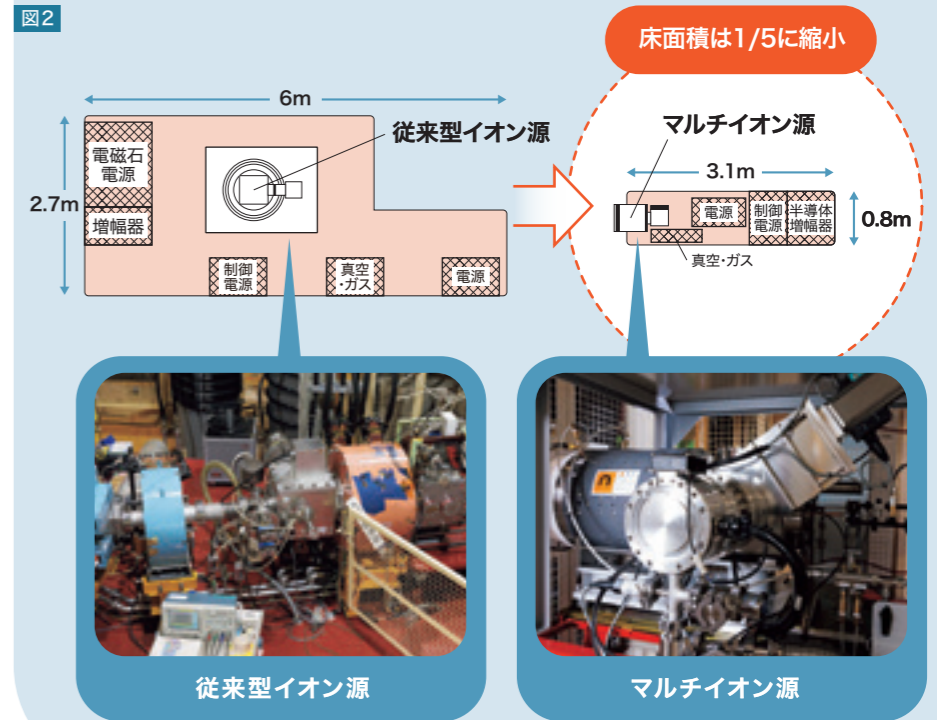 図2
床面積は1/5に縮小
6m
従来型イオン源
マルチイオン源
3.1m
電磁石
電源
2.7m
増幅器
電源
制御
電源
半導体
増幅器
0.8m
真空・ガス
制御
電源
真空
・ガス
電源
従来型イオン源
マルチイオン源